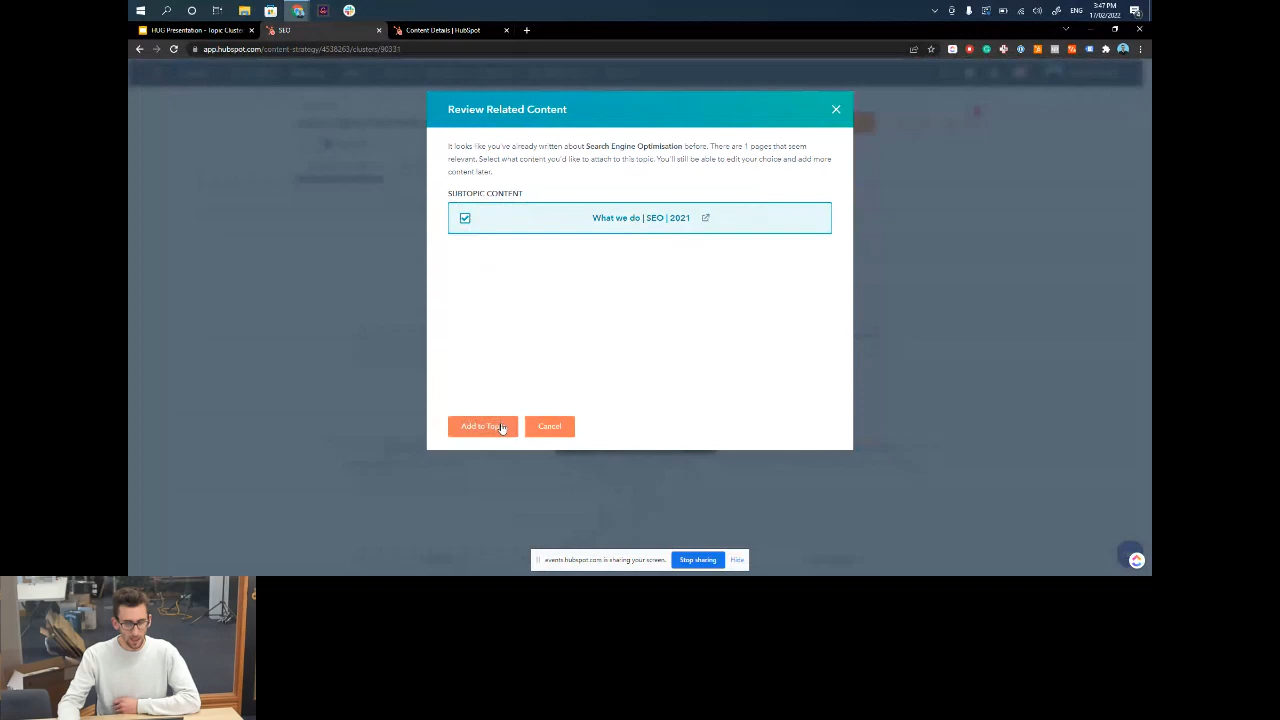 3:47 PM
ENG
17/02/2022
HUG Presentation - Topic Cluste
SEO
Content Details | HubSpot
app.hubspot.com/content-strategy/4538263/clusters/90331
Review Related Content
It looks like you've already written about Search Engine Optimisation before. There are 1 pages that seem
relevant. Select what content you'd like to attach to this topic. You'll still be able to edit your choice and add more
content later.
SUBTOPIC CONTENT
What we do | SEO | 2021
Add to Top
Cancel
events.hubspot.com is sharing your screen.
Stop sharing
Hide